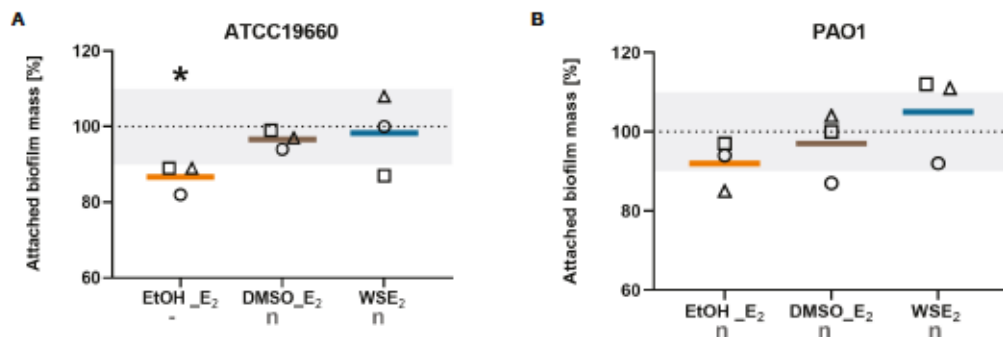 A
ATCC19660
Attached biofilm mass [%]
120
100
80
60
*
EtOH _E₂
DMSO_E₂
WSE₂
-
n
n
B
PAO1
Attached biofilm mass [%]
120
100
80
60
EtOH _E₂
DMSO_E₂
WSE₂
n
n
n